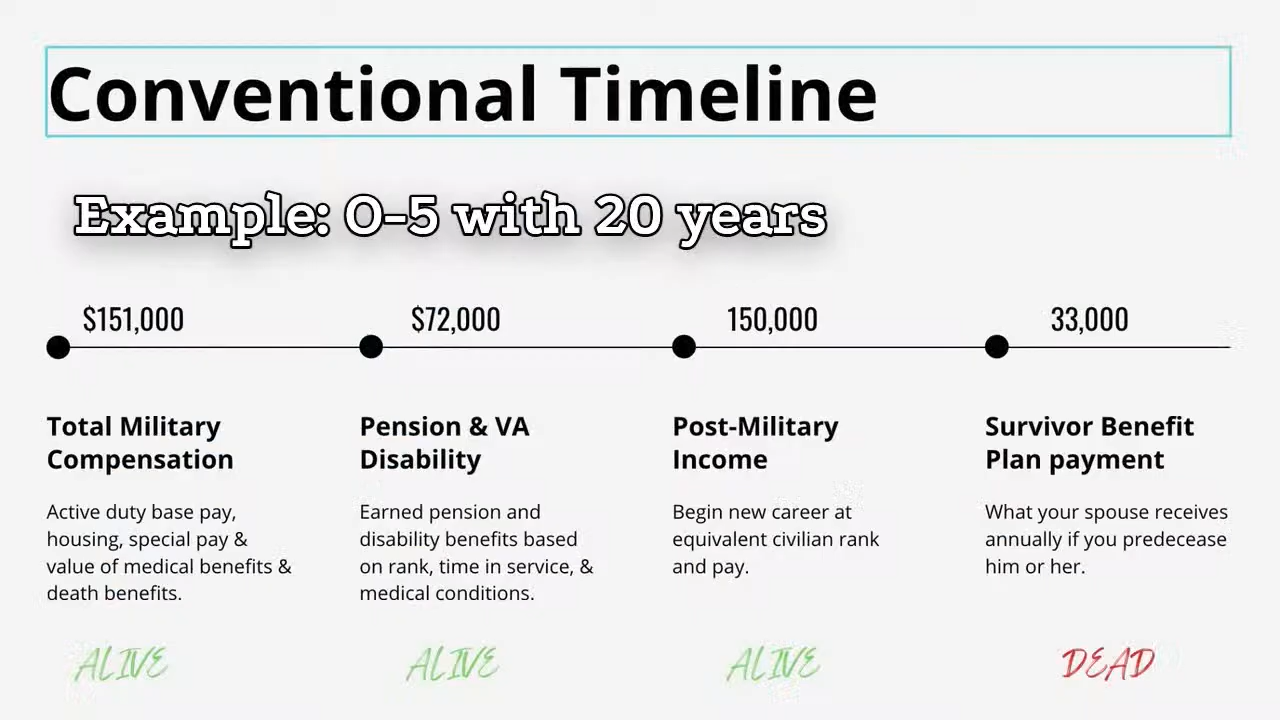 Conventional Timeline
Example: O-5 with 20 years
$151,000
Total Military
Compensation
Active duty base pay,
housing, special pay &
value of medical benefits &
death benefits.
ALIVE
$72,000
Pension & VA
Disability
Earned pension and
disability benefits based
on rank, time in service, &
medical conditions.
ALIVE
150,000
Post-Military
Income
Begin new career at
equivalent civilian rank
and pay.
ALIVE
33,000
Survivor Benefit
Plan payment
What your spouse receives
annually if you predecease
him or her.
DEAD